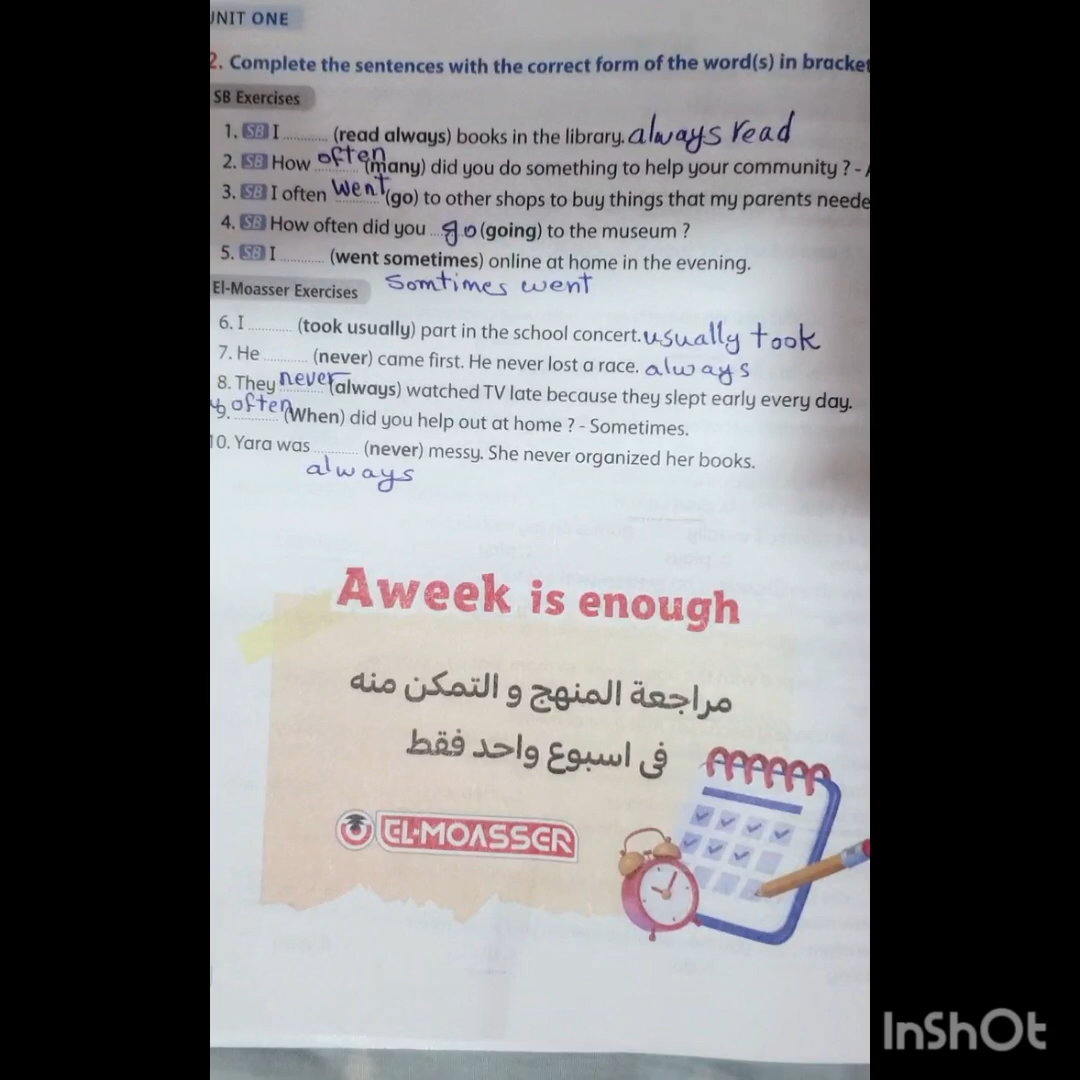 UNIT ONE
2. Complete the sentences with the correct form of the word(s) in bracket
SB Exercises
1. SB I ........... (read always) books in the library. always read
2. SB How often (many) did you do something to help your community ? -
3. SB I often went (go) to other shops to buy things that my parents neede
4. SB How often did you ... go (going) to the museum ?
5. SB I ........... (went sometimes) online at home in the evening.
somtimes went
El-Moasser Exercises
6. I ........... (took usually) part in the school concert. usually took
7. He ........... (never) came first. He never lost a race. always
8. They never (always) watched TV late because they slept early every day.
9. often (When) did you help out at home ? - Sometimes.
10. Yara was ........... (never) messy. She never organized her books.
always
Aweek is enough
مراجعة المنهج و التمكن منه
فى اسبوع واحد فقط
EL-MOASSER
InShOt